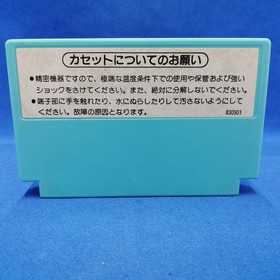 カセットについてのお願い
●精密機器ですので、極端な温度条件下での使用や保管および強い
ショックをさけてください。また、絶対に分解しないでください。
●端子部に手を触れたり、水にぬらしたりして汚さないようにして
ください。故障の原因となります。
830901